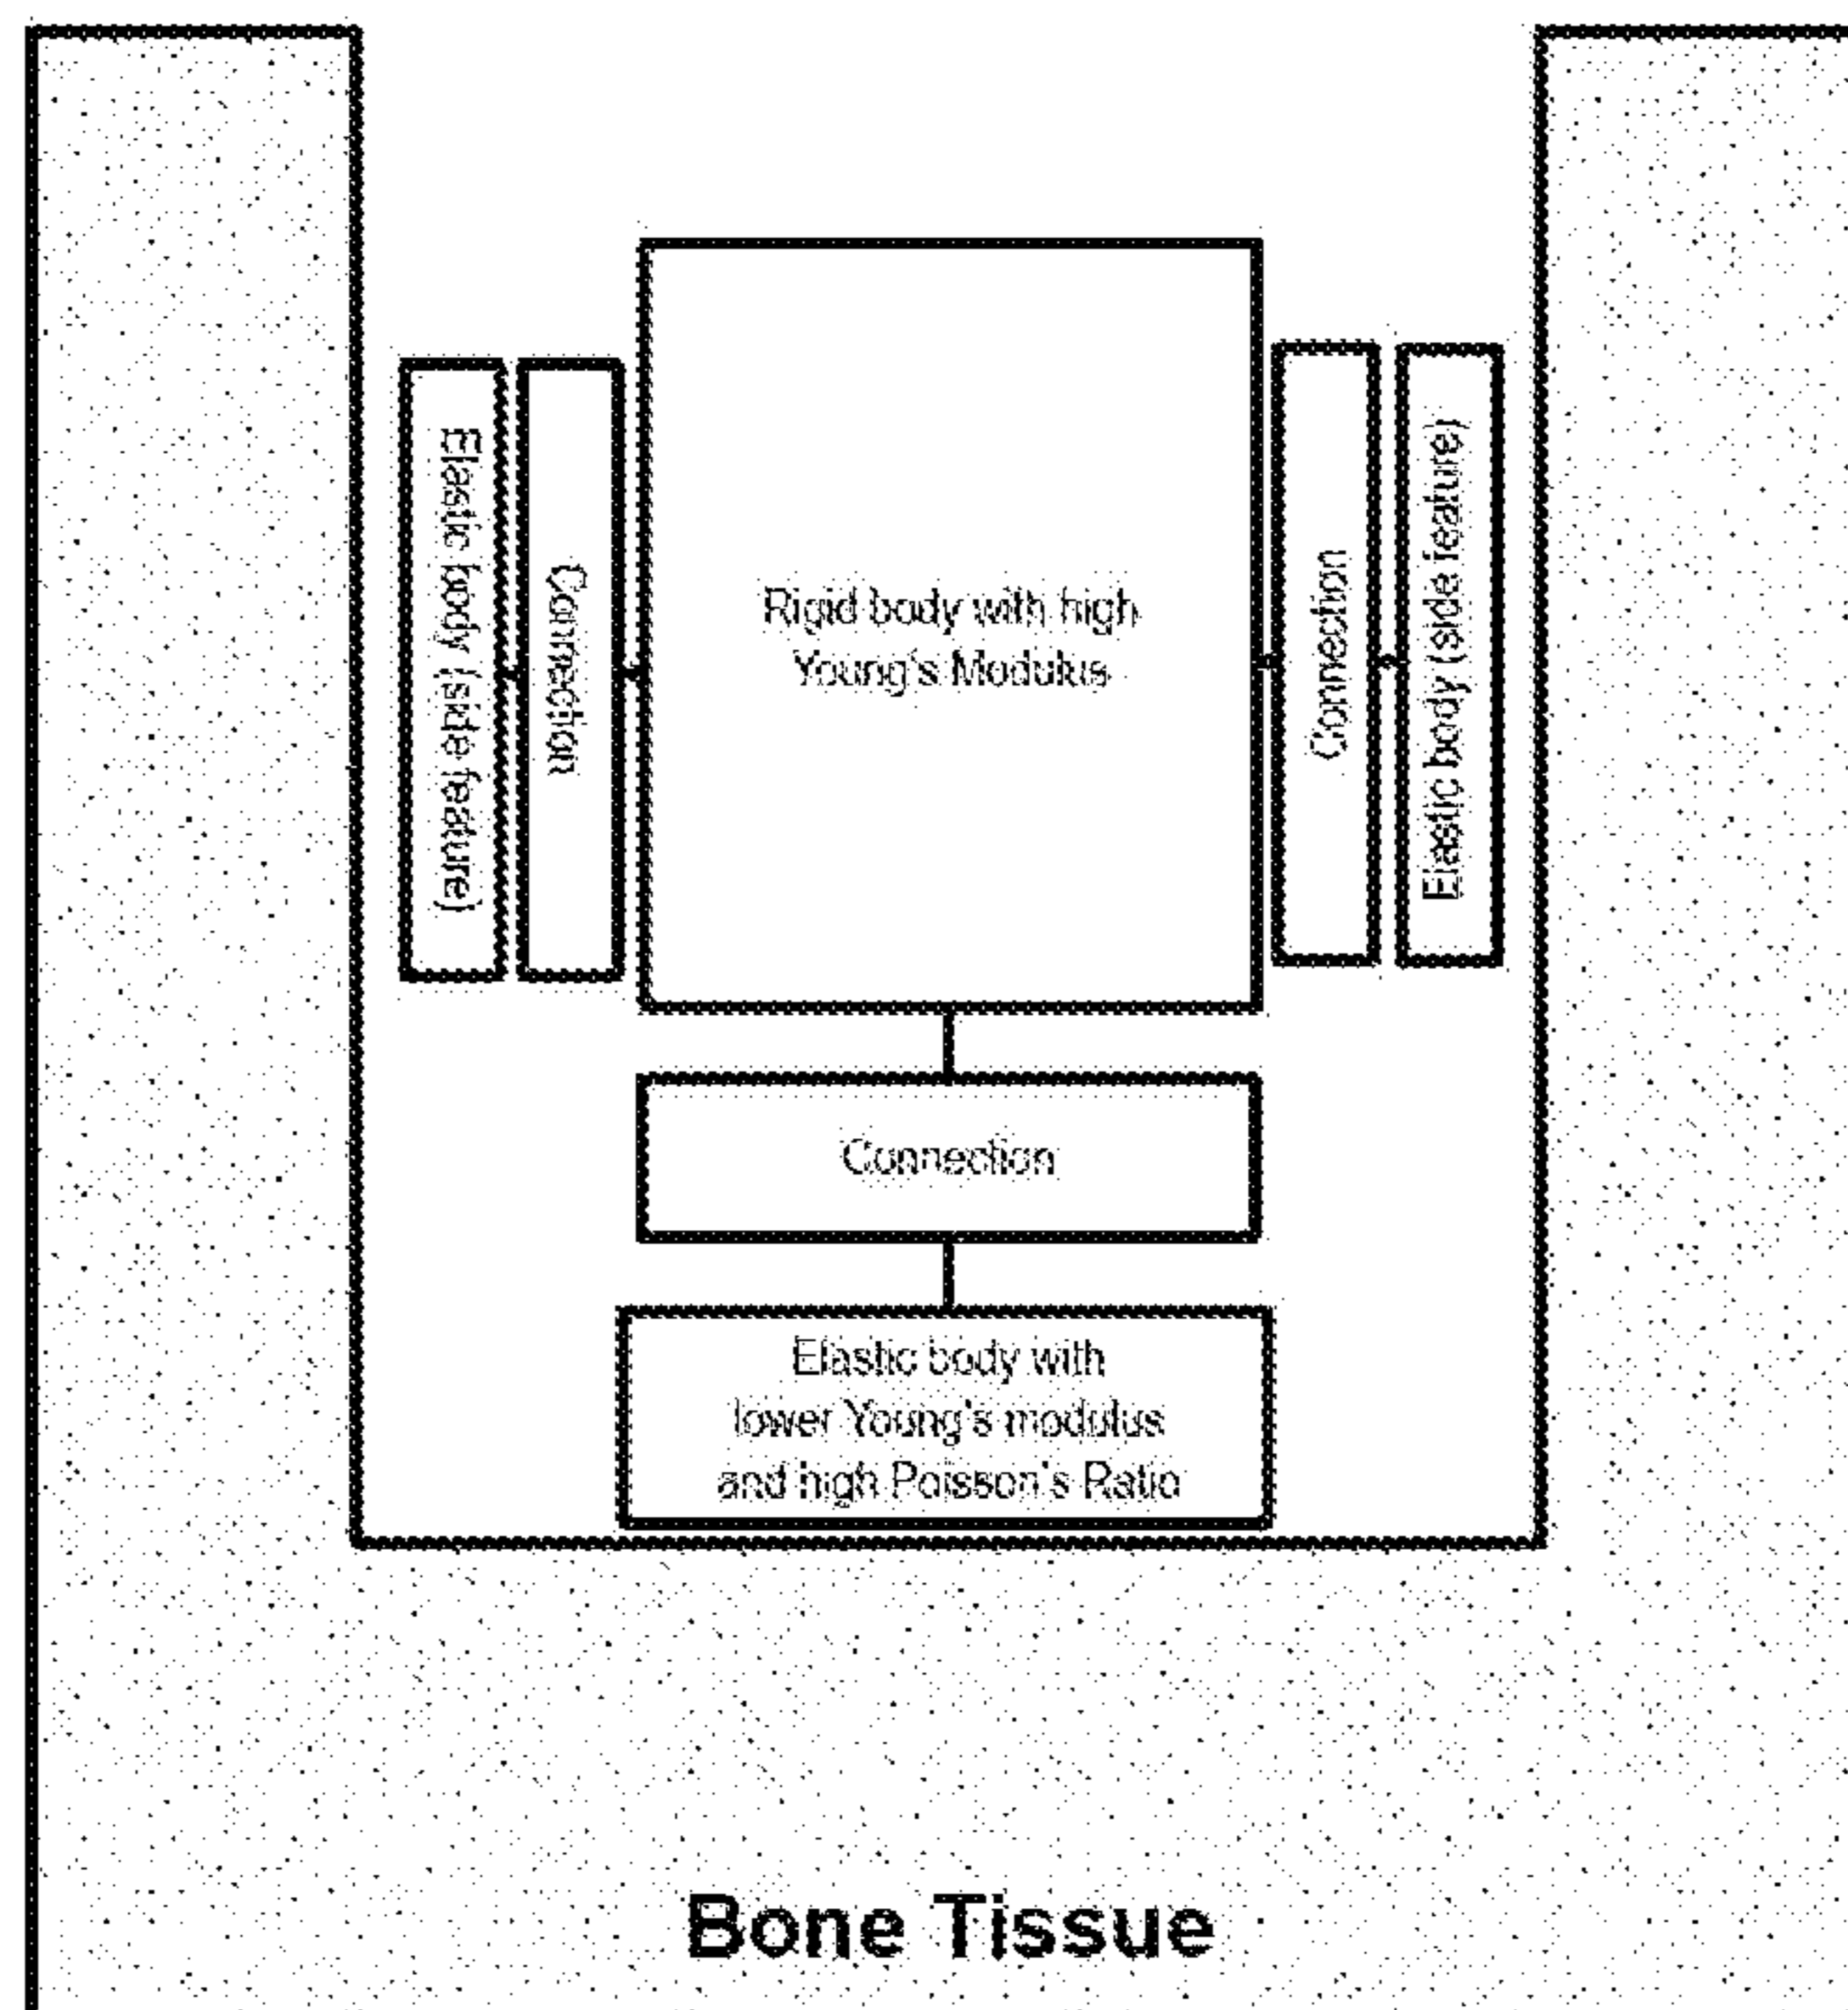 Elastic body (side feature)
Connection
Rigid body with high
Young's Modulus
Connection
Elastic body (side feature)
Connection
Elastic body with
lower Young's modulus
and high Poisson's Ratio
Bone Tissue